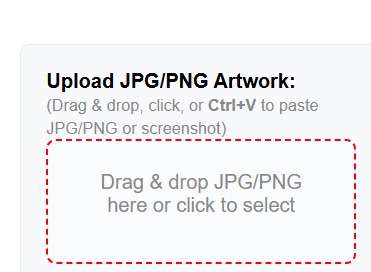 Upload JPG/PNG Artwork:
(Drag & drop, click, or Ctrl+V to paste
JPG/PNG or screenshot)
Drag & drop JPG/PNG
here or click to select